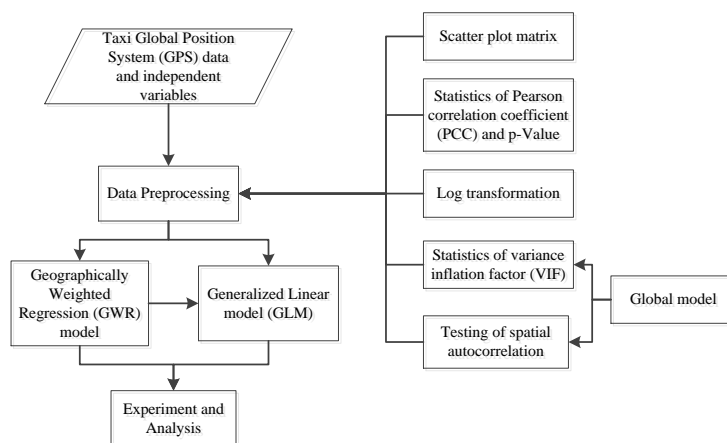 Taxi Global Position
System (GPS) data
and independent
variables
Data Preprocessing
Geographically
Weighted
Regression (GWR)
model
Generalized Linear
model (GLM)
Experiment and
Analysis
Scatter plot matrix
Statistics of Pearson
correlation coefficient
(PCC) and p-Value
Log transformation
Statistics of variance
inflation factor (VIF)
Testing of spatial
autocorrelation
Global model